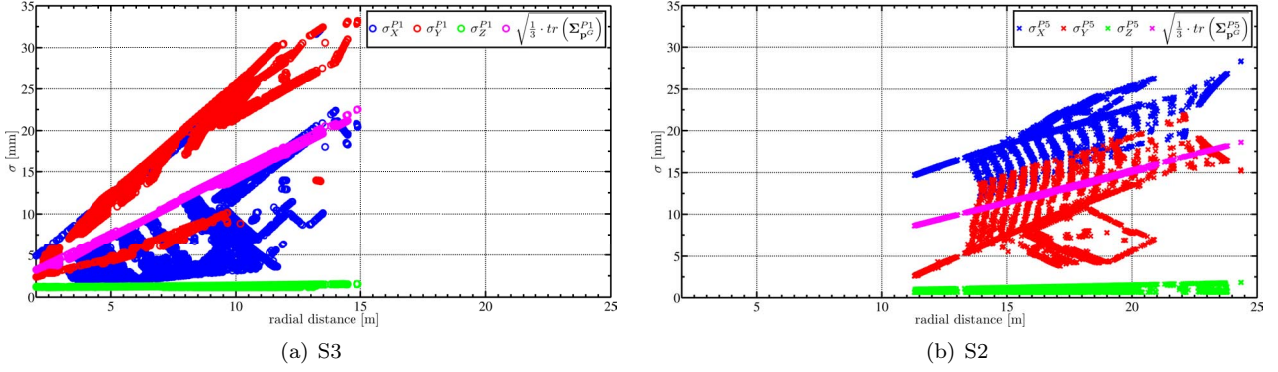 35
30
25
20
15
10
5
0
σ [mm]
5 10 15 20 25
radial distance [m]
σ_X^{P1} σ_Y^{P1} σ_Z^{P1} √(1/3 · tr (Σ_{p^G}^{P1}))
(a) S3
35
30
25
20
15
10
5
0
σ [mm]
5 10 15 20 25
radial distance [m]
σ_X^{P5} σ_Y^{P5} σ_Z^{P5} √(1/3 · tr (Σ_{p^G}^{P5}))
(b) S2